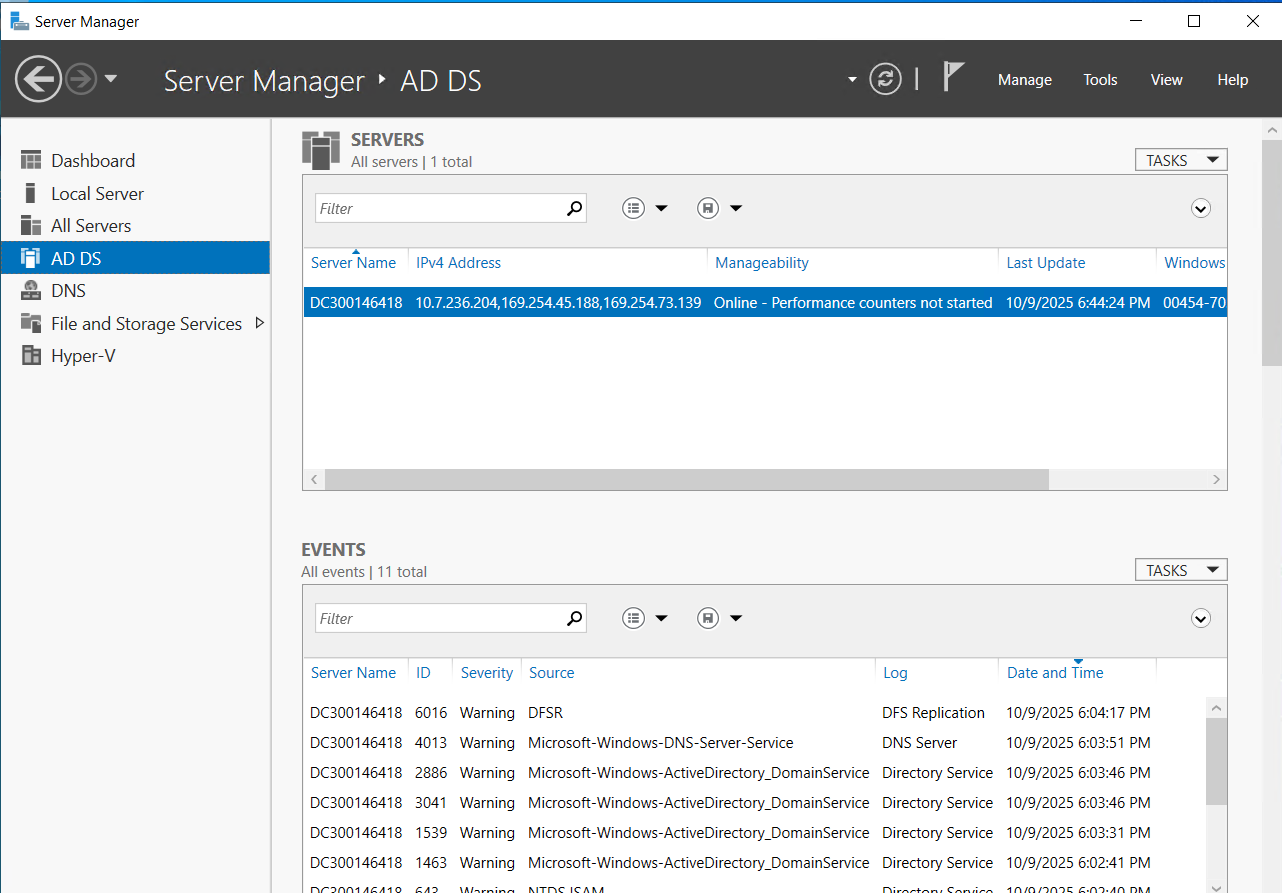 Server Manager
Server Manager AD DS Manage Tools View Help
Dashboard
Local Server
All Servers
AD DS
DNS
File and Storage Services
Hyper-V
SERVERS
All servers | 1 total
TASKS
Filter
Server Name IPv4 Address Manageability Last Update Windows
DC300146418 10.7.236.204,169.254.45.188,169.254.73.139 Online - Performance counters not started 10/9/2025 6:44:24 PM 00454-70
EVENTS
All events | 11 total
TASKS
Filter
Server Name ID Severity Source Log Date and Time
DC300146418 6016 Warning DFSR DFS Replication 10/9/2025 6:04:17 PM
DC300146418 4013 Warning Microsoft-Windows-DNS-Server-Service DNS Server 10/9/2025 6:03:51 PM
DC300146418 2886 Warning Microsoft-Windows-ActiveDirectory_DomainService Directory Service 10/9/2025 6:03:46 PM
DC300146418 3041 Warning Microsoft-Windows-ActiveDirectory_DomainService Directory Service 10/9/2025 6:03:46 PM
DC300146418 1539 Warning Microsoft-Windows-ActiveDirectory_DomainService Directory Service 10/9/2025 6:03:31 PM
DC300146418 1463 Warning Microsoft-Windows-ActiveDirectory_DomainService Directory Service 10/9/2025 6:02:41 PM
DC300146418 643 Warning NTDS ISAM Directory Service 10/9/2025 6:02:40 PM